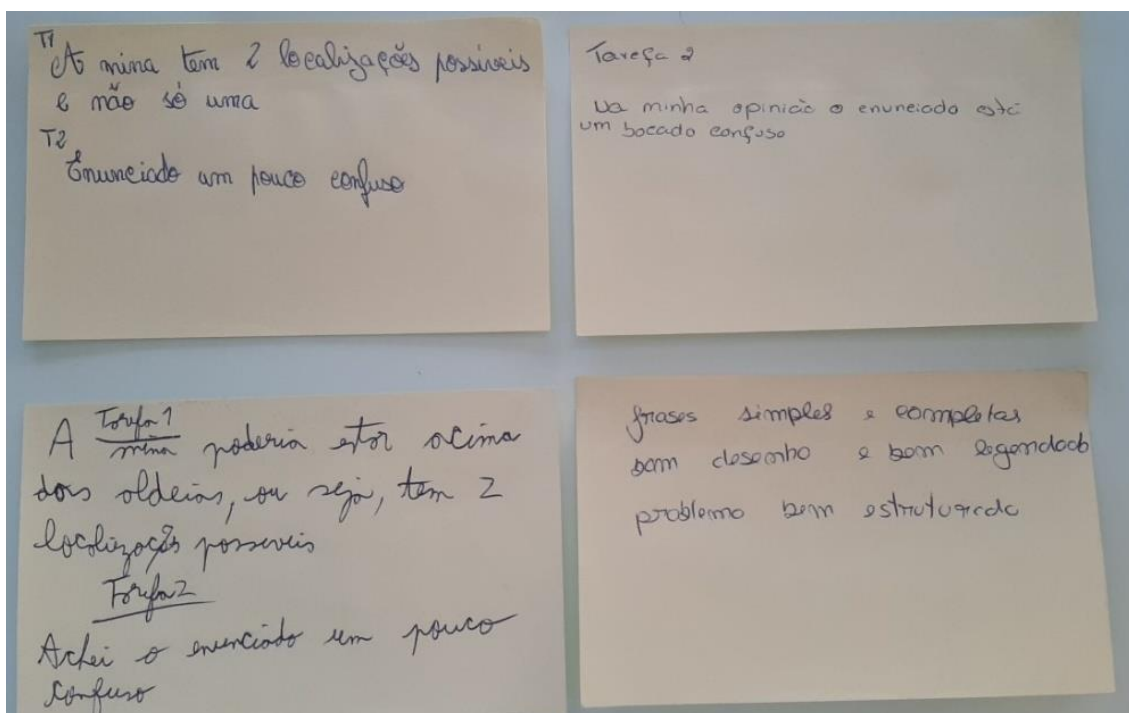 T1
A mina tem 2 localizações possíveis
e não só uma
T2
Enunciado um pouco confuso
Tarefa 2
Na minha opinião o enunciado está
um bocado confuso
Tarefa 1
A mina poderia estar acima
das aldeias, ou seja, tem 2
localizações possiveis
Tarefa 2
Achei o enunciado um pouco
confuso
frases simples e completas
bom desenho e bem legendado
problema bem estruturado